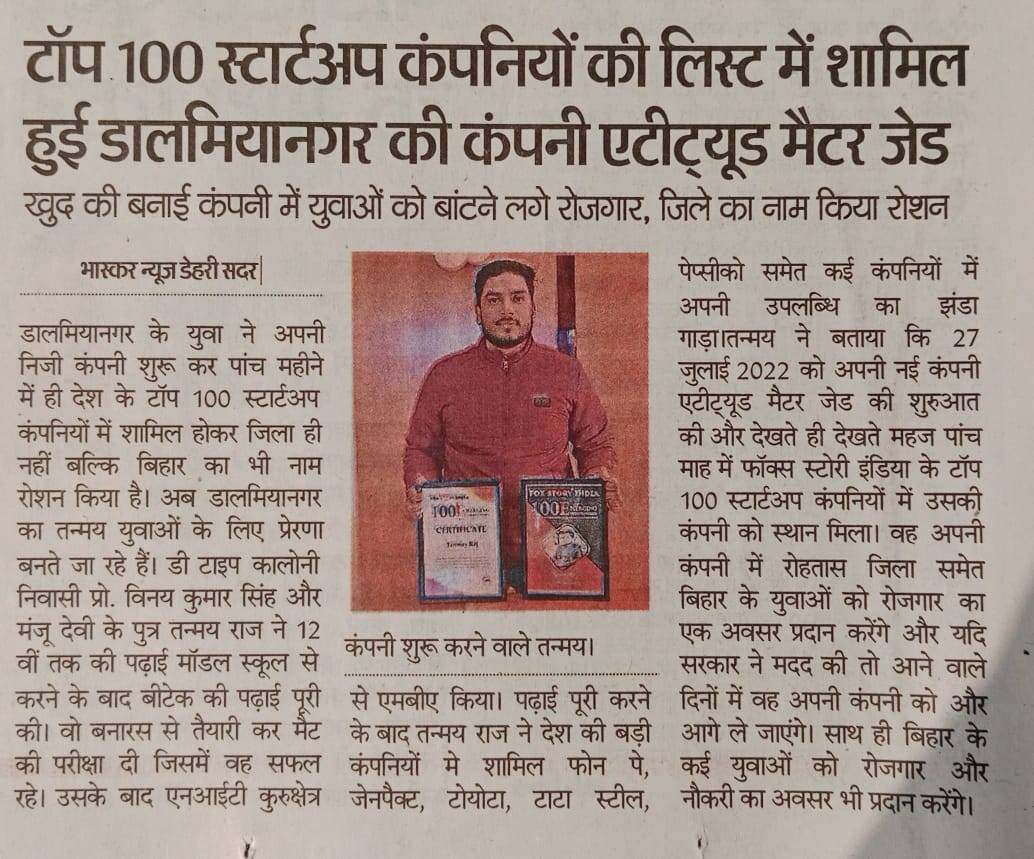 टॉप 100 स्टार्टअप कंपनियों की लिस्ट में शामिल
हुई डालमियानगर की कंपनी एटीट्यूड मैटर जेड
खुद की बनाई कंपनी में युवाओं को बांटने लगे रोजगार, जिले का नाम किया रोशन
भास्कर न्यूज़ डेहरी सदर|
डालमियानगर के युवा ने अपनी
निजी कंपनी शुरू कर पांच महीने
में ही देश के टॉप 100 स्टार्टअप
कंपनियों में शामिल होकर जिला ही
नहीं बल्कि बिहार का भी नाम
रोशन किया है। अब डालमियानगर
का तन्मय युवाओं के लिए प्रेरणा
बनते जा रहे हैं। डी टाइप कालोनी
निवासी प्रो. विनय कुमार सिंह और
मंजू देवी के पुत्र तन्मय राज ने 12
वीं तक की पढ़ाई मॉडल स्कूल से
करने के बाद बीटेक की पढ़ाई पूरी
की। वो बनारस से तैयारी कर मैट
की परीक्षा दी जिसमें वह सफल
रहे। उसके बाद एनआईटी कुरुक्षेत्र
100
CERTIFICATE
Tanmay Raj
FOX STORY INDIA
100 EMERGING
कंपनी शुरू करने वाले तन्मय।
से एमबीए किया। पढ़ाई पूरी करने
के बाद तन्मय राज ने देश की बड़ी
कंपनियों मे शामिल फोन पे,
जेनपैक्ट, टोयोटा, टाटा स्टील,
पेप्सीको समेत कई कंपनियों में
अपनी उपलब्धि का झंडा
गाड़ा।तन्मय ने बताया कि 27
जुलाई 2022 को अपनी नई कंपनी
एटीट्यूड मैटर जेड की शुरुआत
की और देखते ही देखते महज पांच
माह में फॉक्स स्टोरी इंडिया के टॉप
100 स्टार्टअप कंपनियों में उसकी
कंपनी को स्थान मिला। वह अपनी
कंपनी में रोहतास जिला समेत
बिहार के युवाओं को रोजगार का
एक अवसर प्रदान करेंगे और यदि
सरकार ने मदद की तो आने वाले
दिनों में वह अपनी कंपनी को और
आगे ले जाएंगे। साथ ही बिहार के
कई युवाओं को रोजगार और
नौकरी का अवसर भी प्रदान करेंगे।